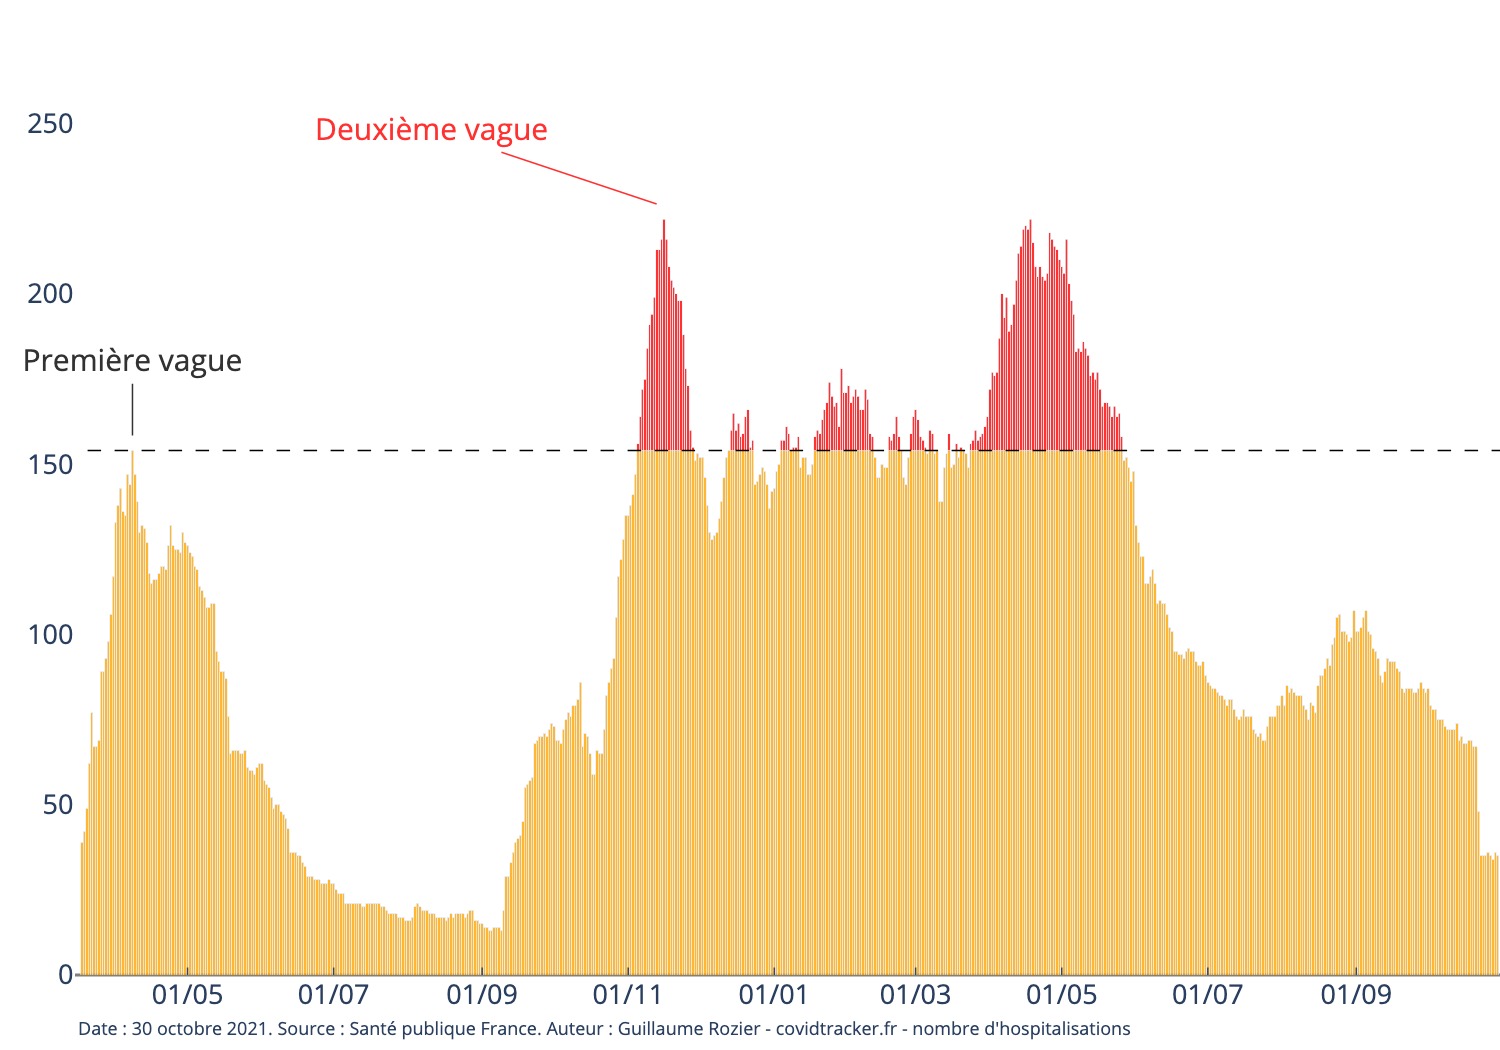 250
Deuxième vague
200
Première vague
150
100
50
0
01/05 01/07 01/09 01/11 01/01 01/03 01/05 01/07 01/09
Date : 30 octobre 2021. Source : Santé publique France. Auteur : Guillaume Rozier - covidtracker.fr - nombre d'hospitalisations